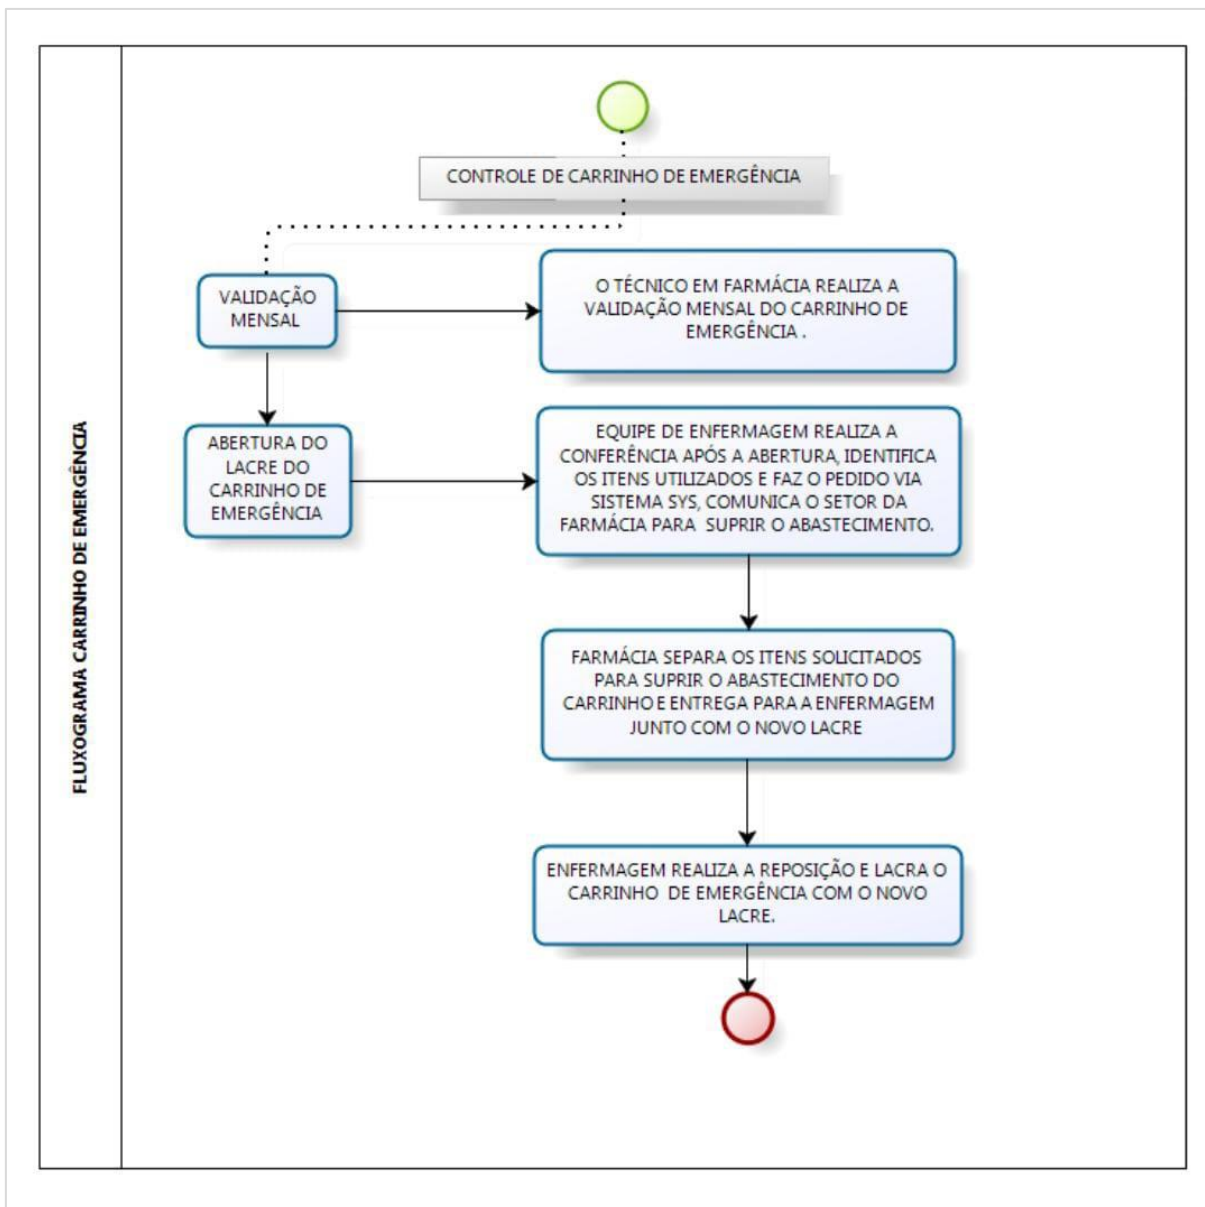 FLUXOGRAMA CARRINHO DE EMERGÊNCIA
CONTROLE DE CARRINHO DE EMERGÊNCIA
VALIDAÇÃO
MENSAL
O TÉCNICO EM FARMÁCIA REALIZA A
VALIDAÇÃO MENSAL DO CARRINHO DE
EMERGÊNCIA .
ABERTURA DO
LACRE DO
CARRINHO DE
EMERGÊNCIA
EQUIPE DE ENFERMAGEM REALIZA A
CONFERÊNCIA APÓS A ABERTURA, IDENTIFICA
OS ITENS UTILIZADOS E FAZ O PEDIDO VIA
SISTEMA SYS, COMUNICA O SETOR DA
FARMÁCIA PARA SUPRIR O ABASTECIMENTO.
FARMÁCIA SEPARA OS ITENS SOLICITADOS
PARA SUPRIR O ABASTECIMENTO DO
CARRINHO E ENTREGA PARA A ENFERMAGEM
JUNTO COM O NOVO LACRE
ENFERMAGEM REALIZA A REPOSIÇÃO E LACRA O
CARRINHO DE EMERGÊNCIA COM O NOVO
LACRE.